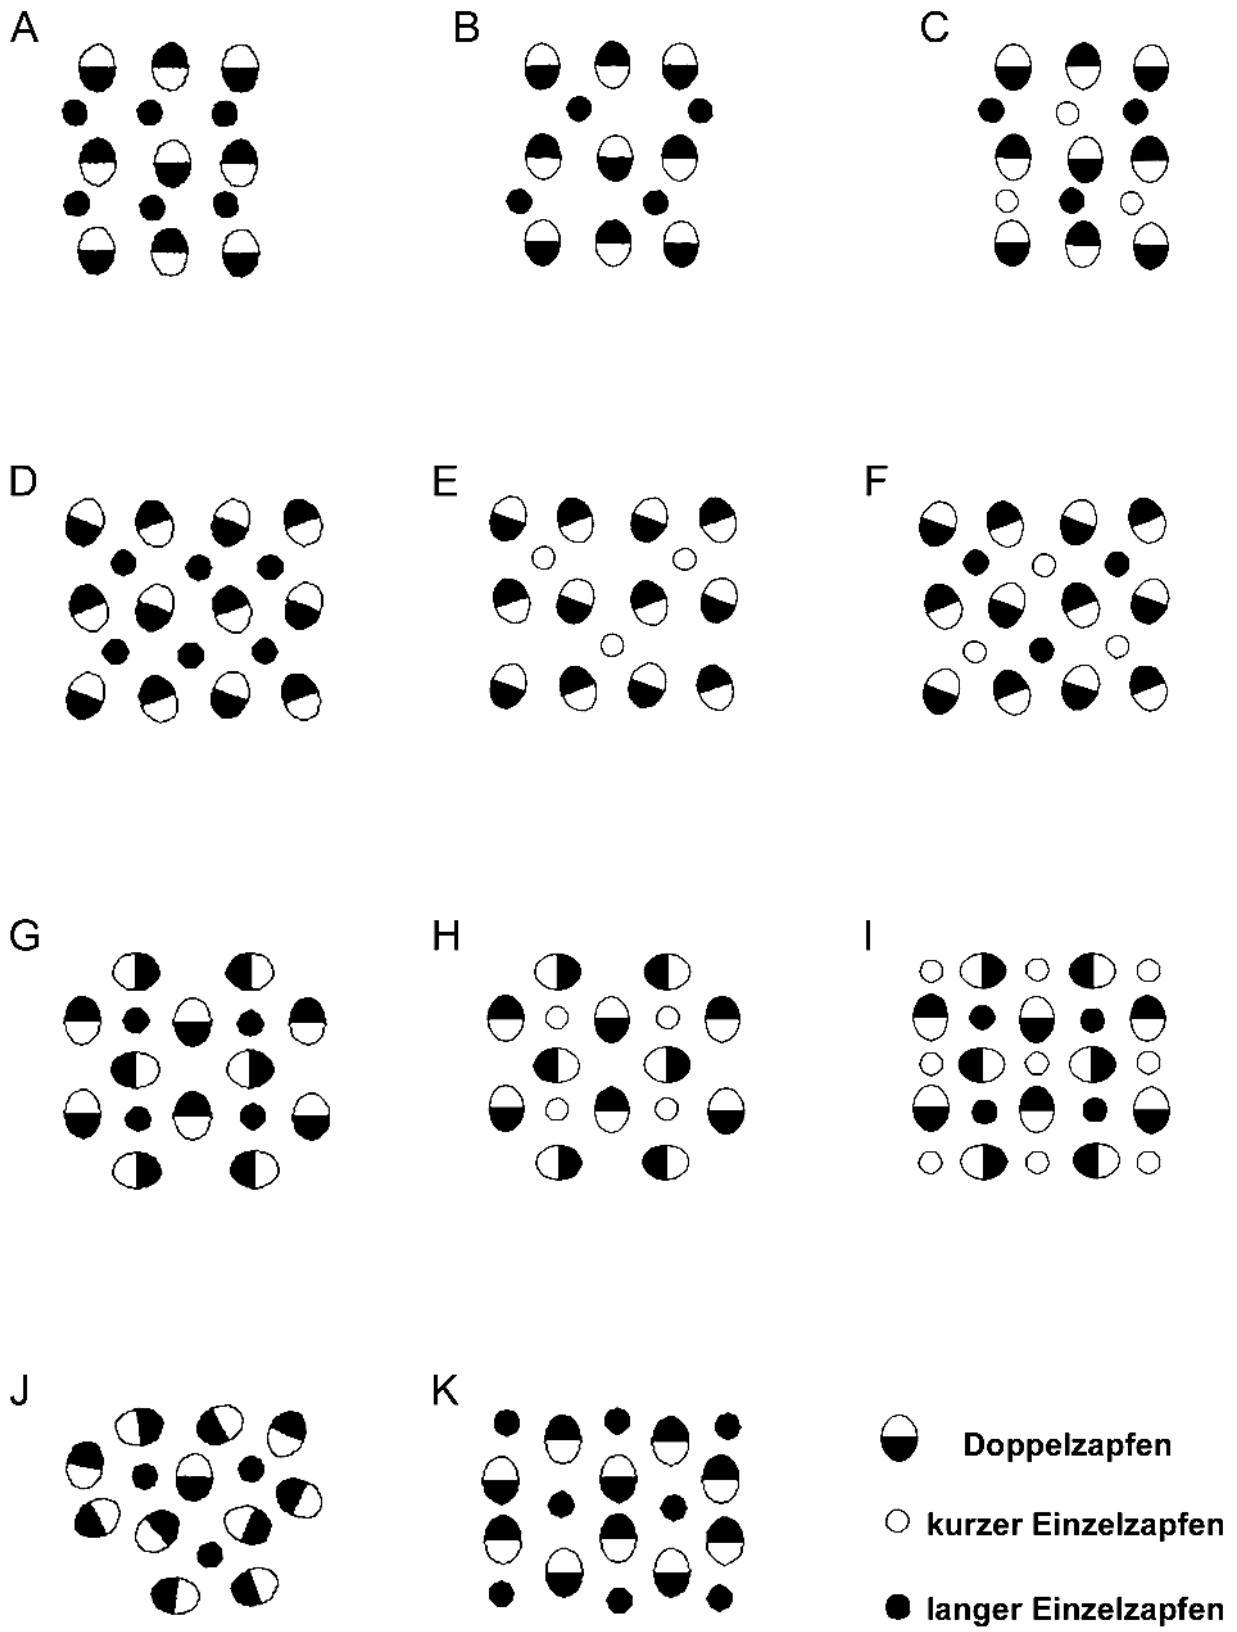 A B C
D E F
G H I
J K
Doppelzapfen
kurzer Einzelzapfen
langer Einzelzapfen